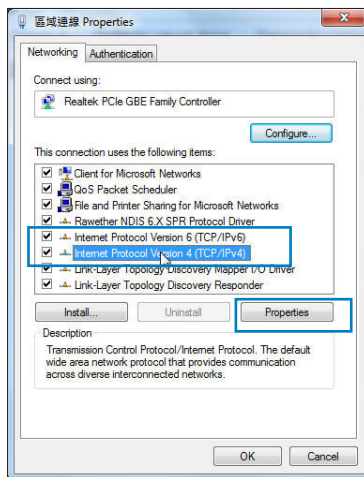 區域連線 Properties
Networking
Authentication
Connect using:
Realtek PCIe GBE Family Controller
Configure...
This connection uses the following items:
Client for Microsoft Networks
QoS Packet Scheduler
File and Printer Sharing for Microsoft Networks
Rawether NDIS 6.X SPR Protocol Driver
Internet Protocol Version 6 (TCP/IPv6)
Internet Protocol Version 4 (TCP/IPv4)
Link-Layer Topology Discovery Mapper I/O Driver
Link-Layer Topology Discovery Responder
Install...
Uninstall
Properties
Description
Transmission Control Protocol/Internet Protocol. The default
wide area network protocol that provides communication
across diverse interconnected networks.
OK
Cancel